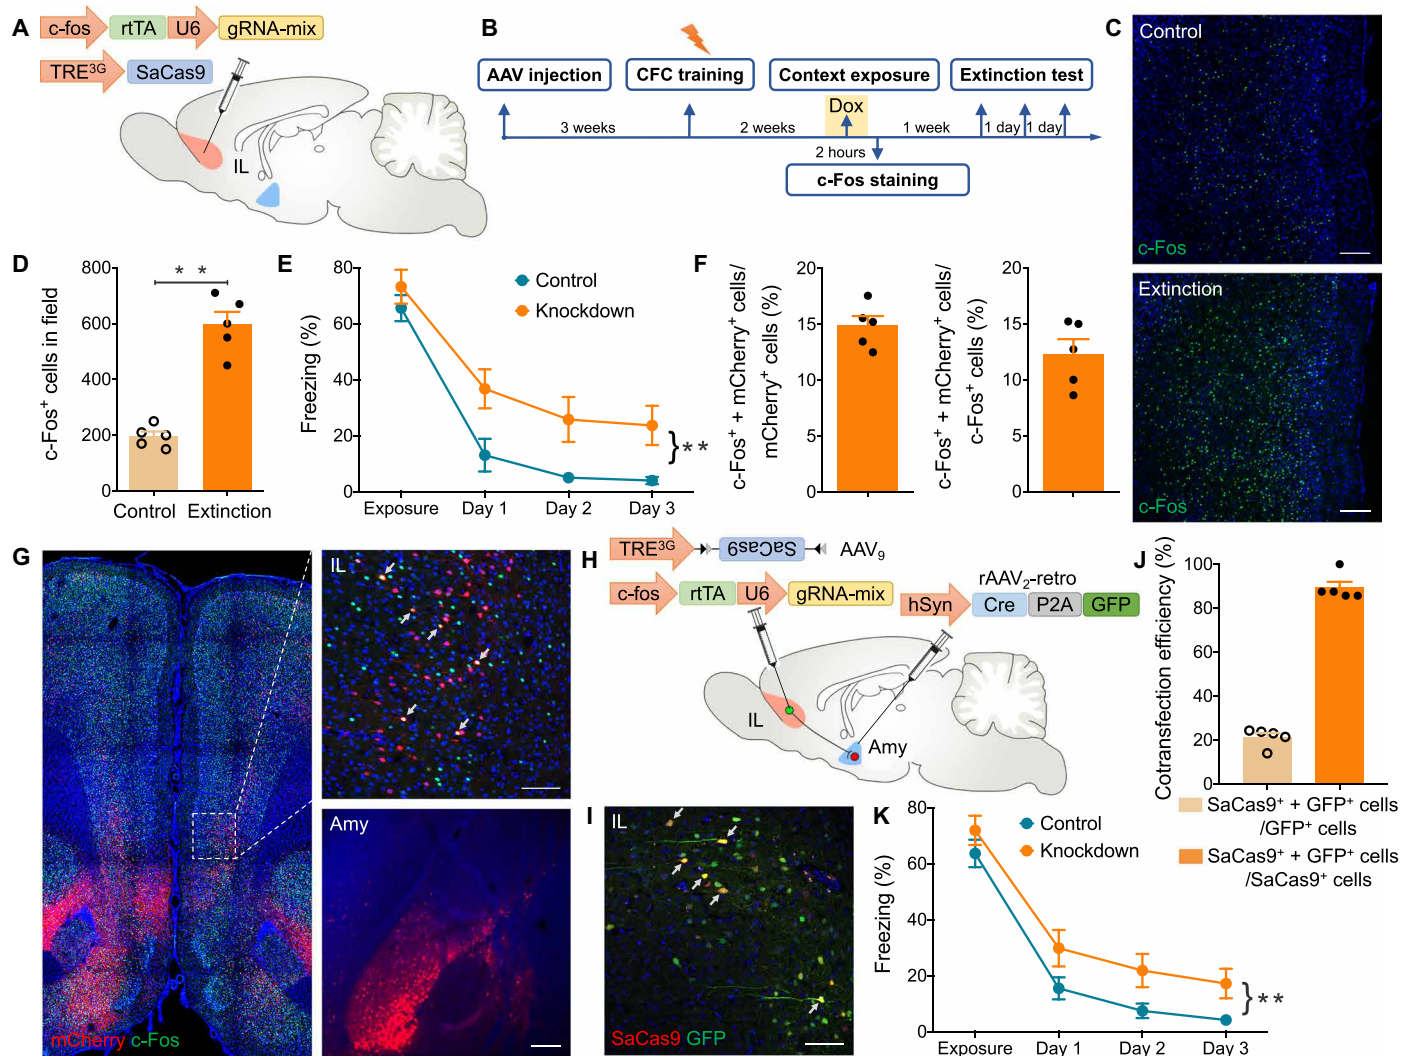 A
c-fos rtTA U6 gRNA-mix
TRE3G SaCas9
IL
B
AAV injection CFC training Context exposure Extinction test
Dox
3 weeks 2 weeks 1 week 1 day 1 day
2 hours
c-Fos staining
C
Control
c-Fos
Extinction
c-Fos
D
c-Fos+ cells in field
800
600
400
200
0
**
Control Extinction
E
Freezing (%)
80
60
40
20
0
Control
Knockdown
**
Exposure Day 1 Day 2 Day 3
F
c-Fos+ + mCherry+ cells/
mCherry+ cells (%)
20
15
10
5
0
c-Fos+ + mCherry+ cells/
c-Fos+ cells (%)
20
15
10
5
0
G
mCherry c-Fos
IL
Amy
H
TRE3G SaCas9 AAV9
c-fos rtTA U6 gRNA-mix
rAAV2-retro
hSyn Cre P2A GFP
IL
Amy
I
IL
SaCas9 GFP
J
Cotransfection efficiency (%)
100
80
60
40
20
0
SaCas9+ + GFP+ cells
/GFP+ cells
SaCas9+ + GFP+ cells
/SaCas9+ cells
K
Freezing (%)
80
60
40
20
0
Control
Knockdown
**
Exposure Day 1 Day 2 Day 3